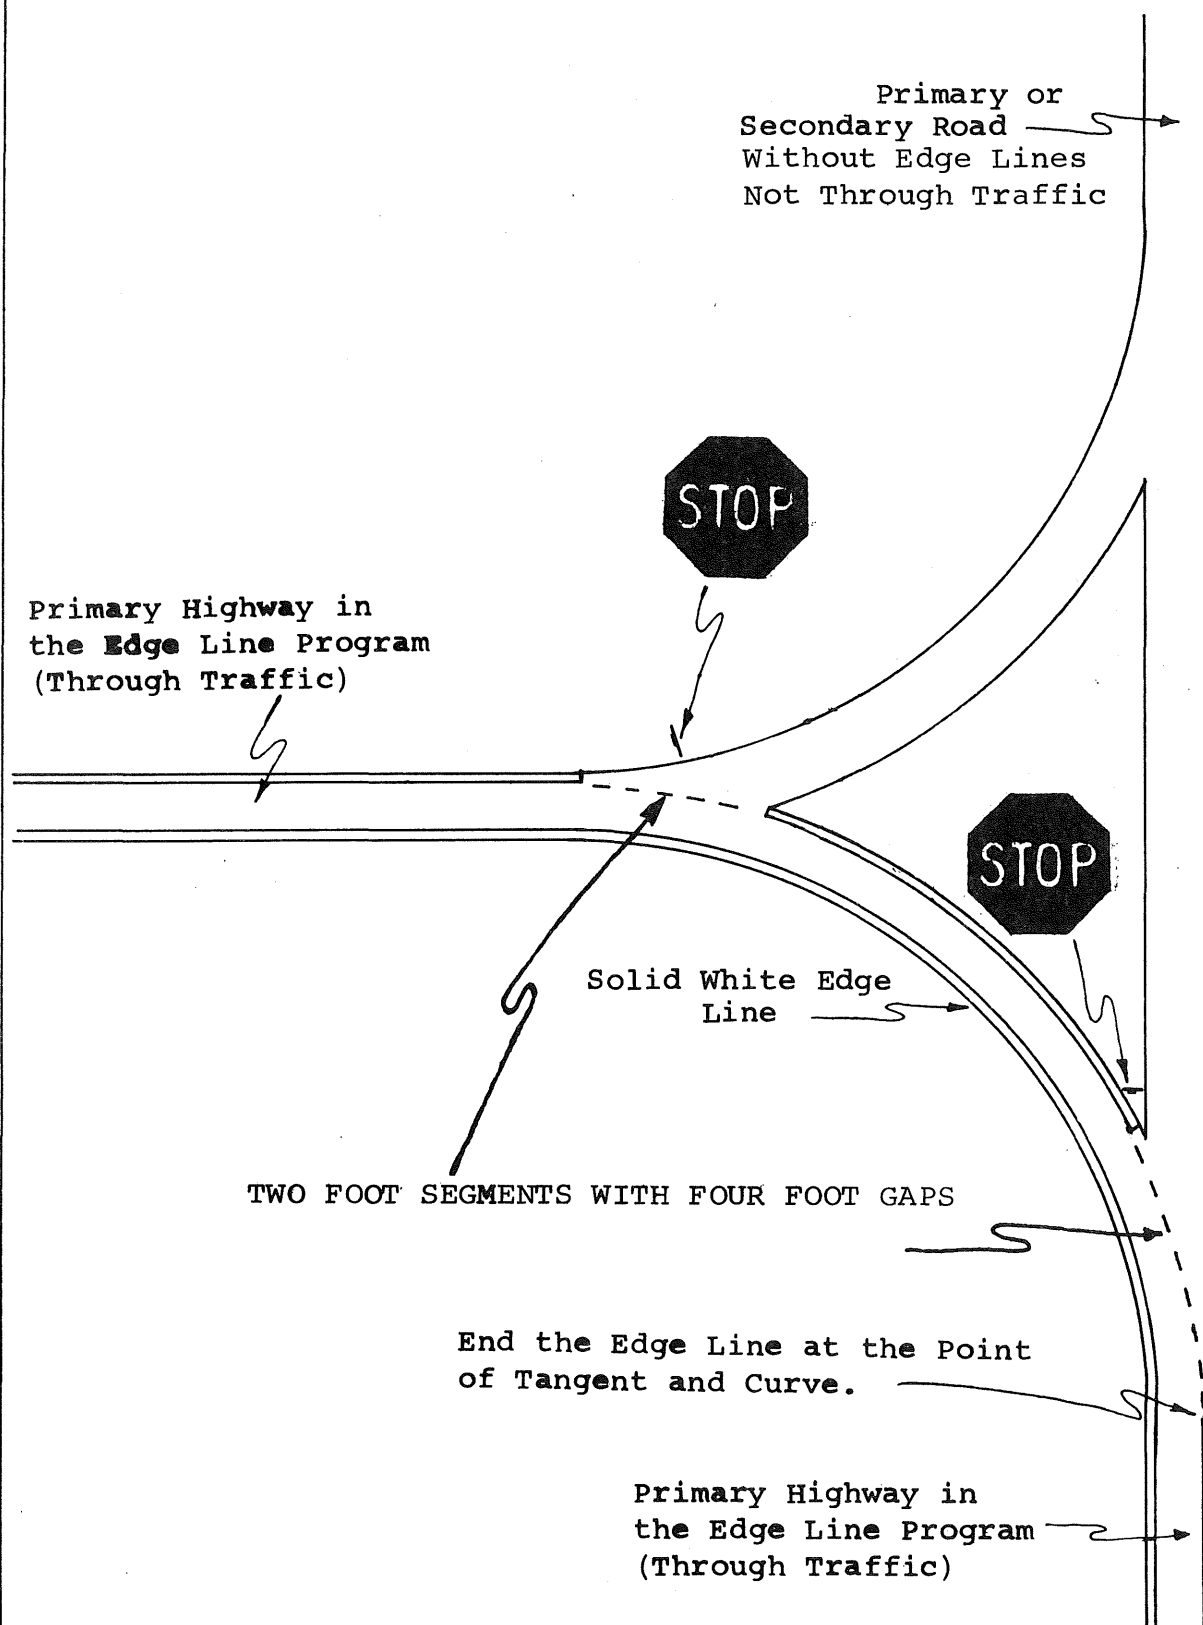 Primary or
Secondary Road
Without Edge Lines
Not Through Traffic
STOP
Primary Highway in
the Edge Line Program
(Through Traffic)
STOP
Solid White Edge
Line
TWO FOOT SEGMENTS WITH FOUR FOOT GAPS
End the Edge Line at the Point
of Tangent and Curve.
Primary Highway in
the Edge Line Program
(Through Traffic)